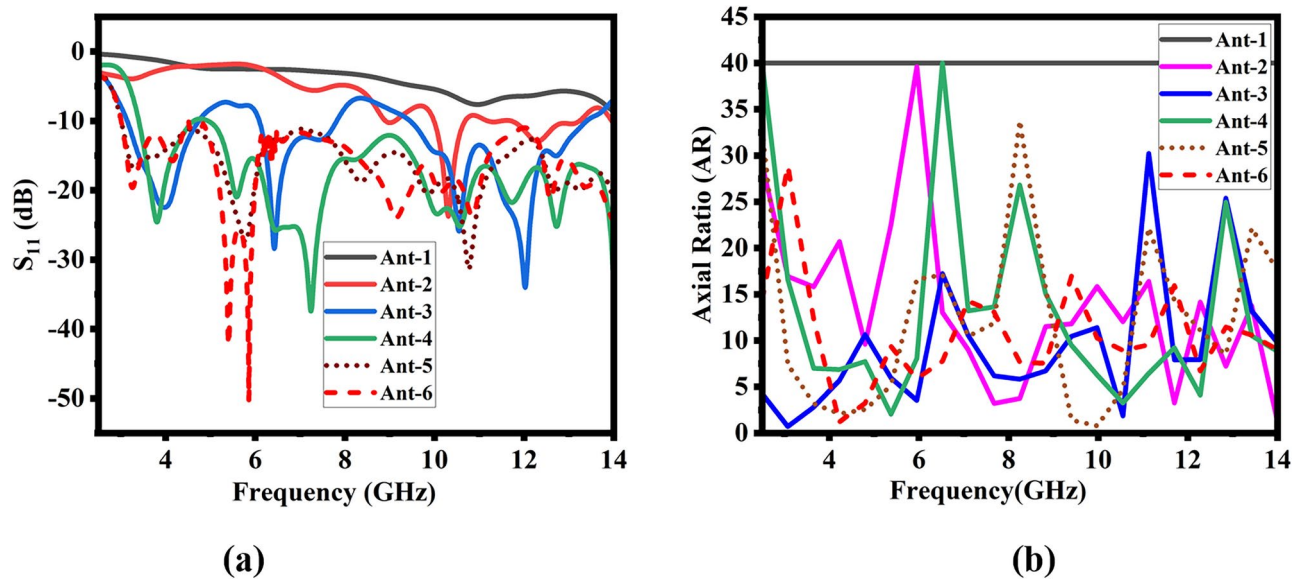 0
-10
-20
-30
-40
-50
S11 (dB)
4 6 8 10 12 14
Frequency (GHz)
Ant-1
Ant-2
Ant-3
Ant-4
Ant-5
Ant-6
(a)
45
40
35
30
25
20
15
10
5
0
Axial Ratio (AR)
4 6 8 10 12 14
Frequency(GHz)
Ant-1
Ant-2
Ant-3
Ant-4
Ant-5
Ant-6
(b)